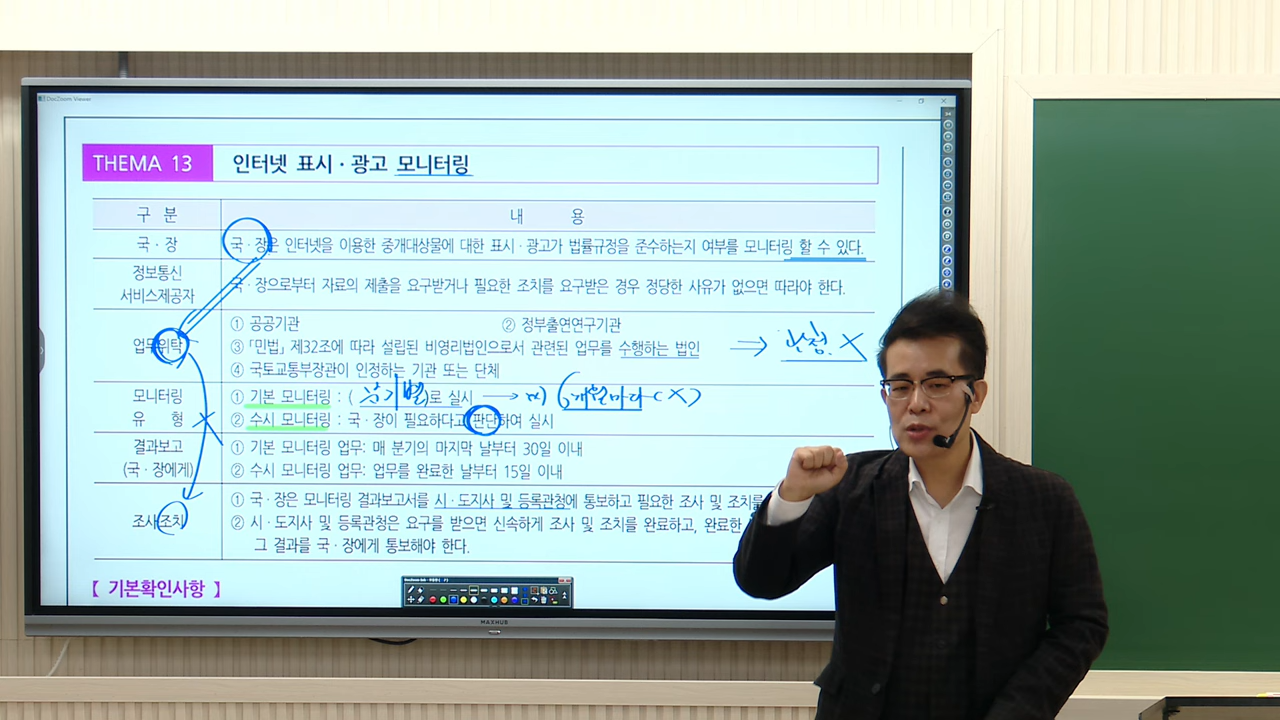 DocZoom Viewer
THEMA 13 인터넷 표시·광고 모니터링
구 분 내 용
국·장 국·장은 인터넷을 이용한 중개대상물에 대한 표시·광고가 법률규정을 준수하는지 여부를 모니터링 할 수 있다.
정보통신
서비스제공자 국·장으로부터 자료의 제출을 요구받거나 필요한 조치를 요구받은 경우 정당한 사유가 없으면 따라야 한다.
업무위탁
① 공공기관 ② 정부출연연구기관
③ 「민법」 제32조에 따라 설립된 비영리법인으로서 관련된 업무를 수행하는 법인
④ 국토교통부장관이 인정하는 기관 또는 단체
모니터링 ① 기본 모니터링 : (분기별)로 실시 6개월마다 (X)
유 형 ② 수시 모니터링 : 국·장이 필요하다고 판단하여 실시
결과보고 ① 기본 모니터링 업무: 매 분기의 마지막 날부터 30일 이내
(국·장에게) ② 수시 모니터링 업무: 업무를 완료한 날부터 15일 이내
조사조치
① 국·장은 모니터링 결과보고서를 시·도지사 및 등록관청에 통보하고 필요한 조사 및 조치를
② 시·도지사 및 등록관청은 요구를 받으면 신속하게 조사 및 조치를 완료하고, 완료한
그 결과를 국·장에게 통보해야 한다.
【 기본확인사항 】
MAXHUB